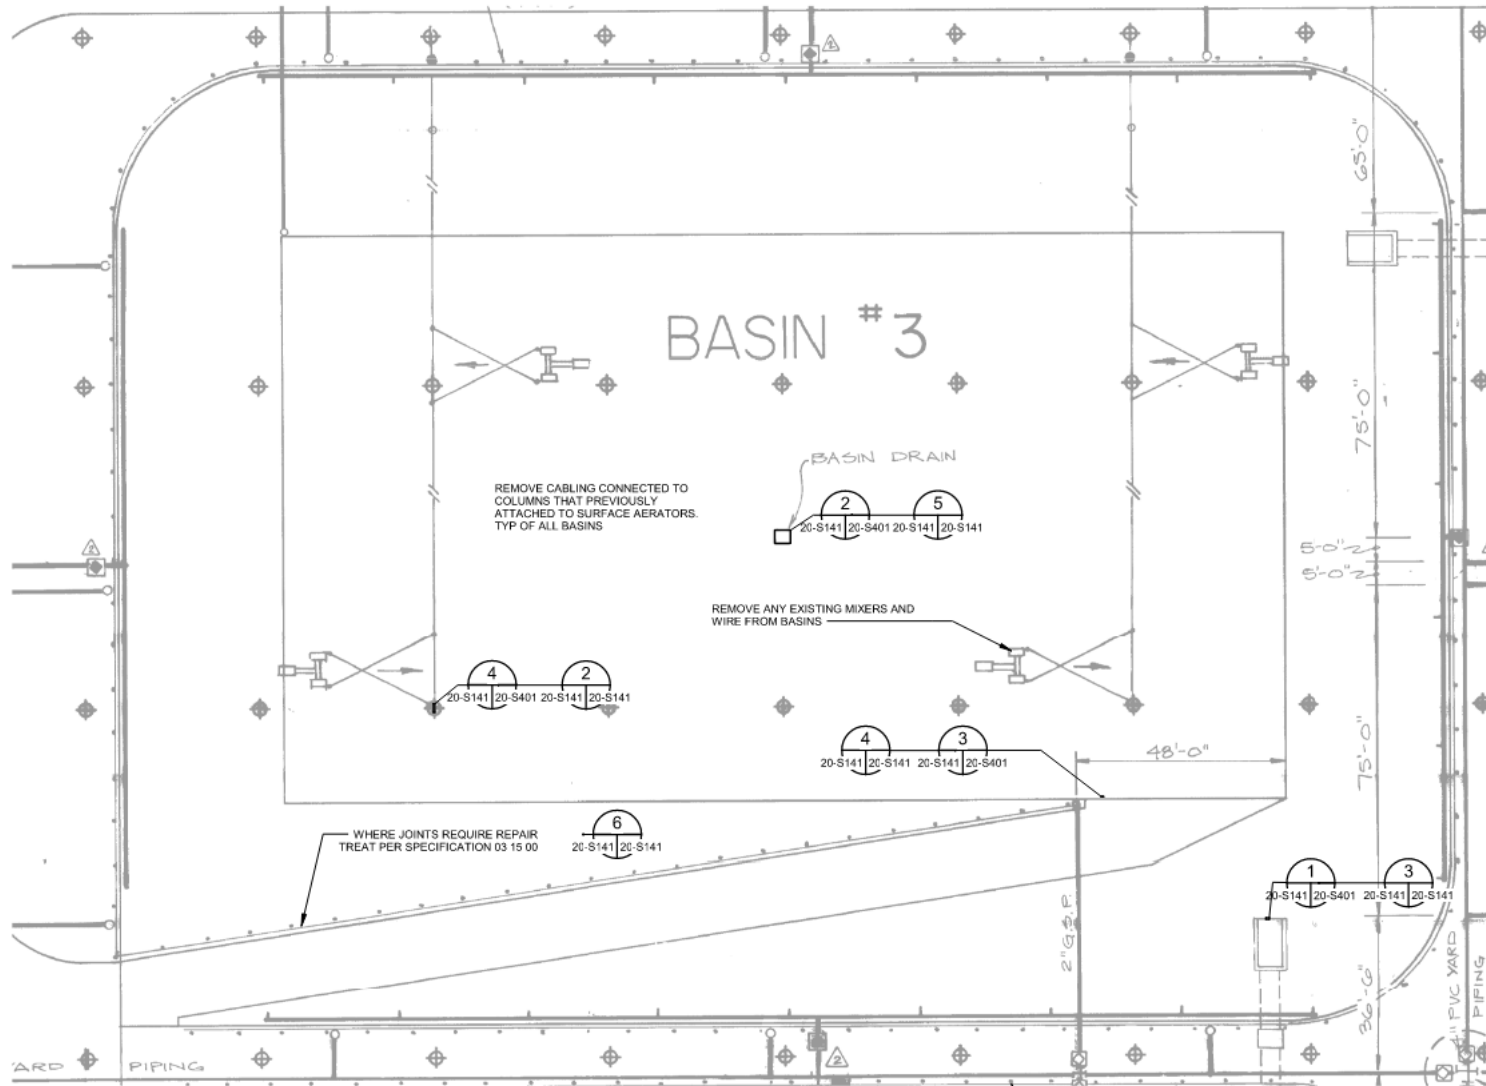 2
65'-0"
BASIN #3
75'-0"
BASIN DRAIN
REMOVE CABLING CONNECTED TO
COLUMNS THAT PREVIOUSLY
ATTACHED TO SURFACE AERATORS.
TYP OF ALL BASINS
2
5
20-S141 20-S401 20-S141 20-S141
2
5'-0"
5'-0"
REMOVE ANY EXISTING MIXERS AND
WIRE FROM BASINS
4
2
20-S141 20-S401 20-S141 20-S141
4
3
20-S141 20-S141 20-S141 20-S401
48'-0"
75'-0"
WHERE JOINTS REQUIRE REPAIR
TREAT PER SPECIFICATION 03 15 00
6
20-S141 20-S141
1
3
20-S141 20-S401 20-S141 20-S141
2" G.S.P.
36'-6"
PVC YARD
PIPING
ARD PIPING
2